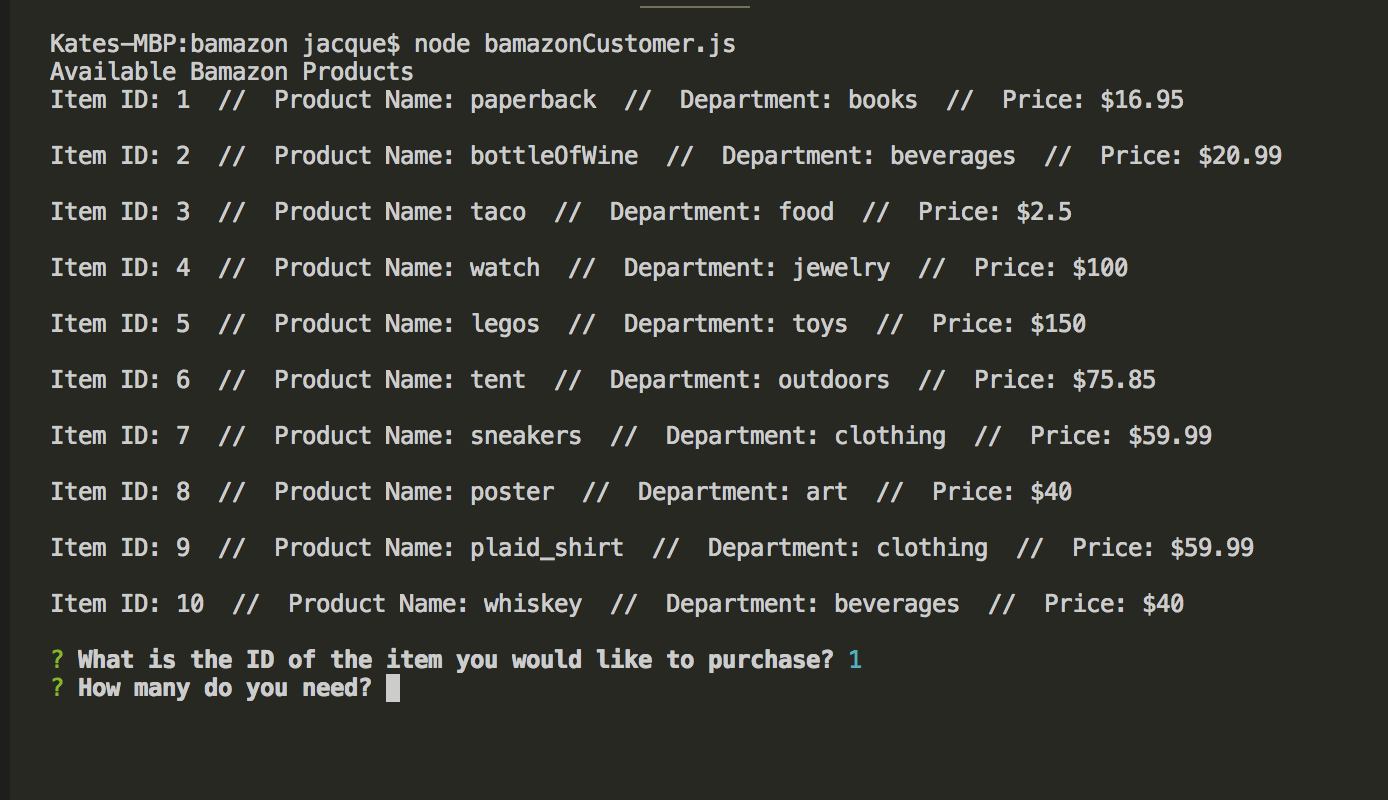 Kates-MBP:bamazon jacque$ node bamazonCustomer.js
Available Bamazon Products
Item ID: 1  //  Product Name: paperback  //  Department: books  //  Price: $16.95
Item ID: 2  //  Product Name: bottleOfWine  //  Department: beverages  //  Price: $20.99
Item ID: 3  //  Product Name: taco  //  Department: food  //  Price: $2.5
Item ID: 4  //  Product Name: watch  //  Department: jewelry  //  Price: $100
Item ID: 5  //  Product Name: legos  //  Department: toys  //  Price: $150
Item ID: 6  //  Product Name: tent  //  Department: outdoors  //  Price: $75.85
Item ID: 7  //  Product Name: sneakers  //  Department: clothing  //  Price: $59.99
Item ID: 8  //  Product Name: poster  //  Department: art  //  Price: $40
Item ID: 9  //  Product Name: plaid_shirt  //  Department: clothing  //  Price: $59.99
Item ID: 10  //  Product Name: whiskey  //  Department: beverages  //  Price: $40
? What is the ID of the item you would like to purchase? 1
? How many do you need?